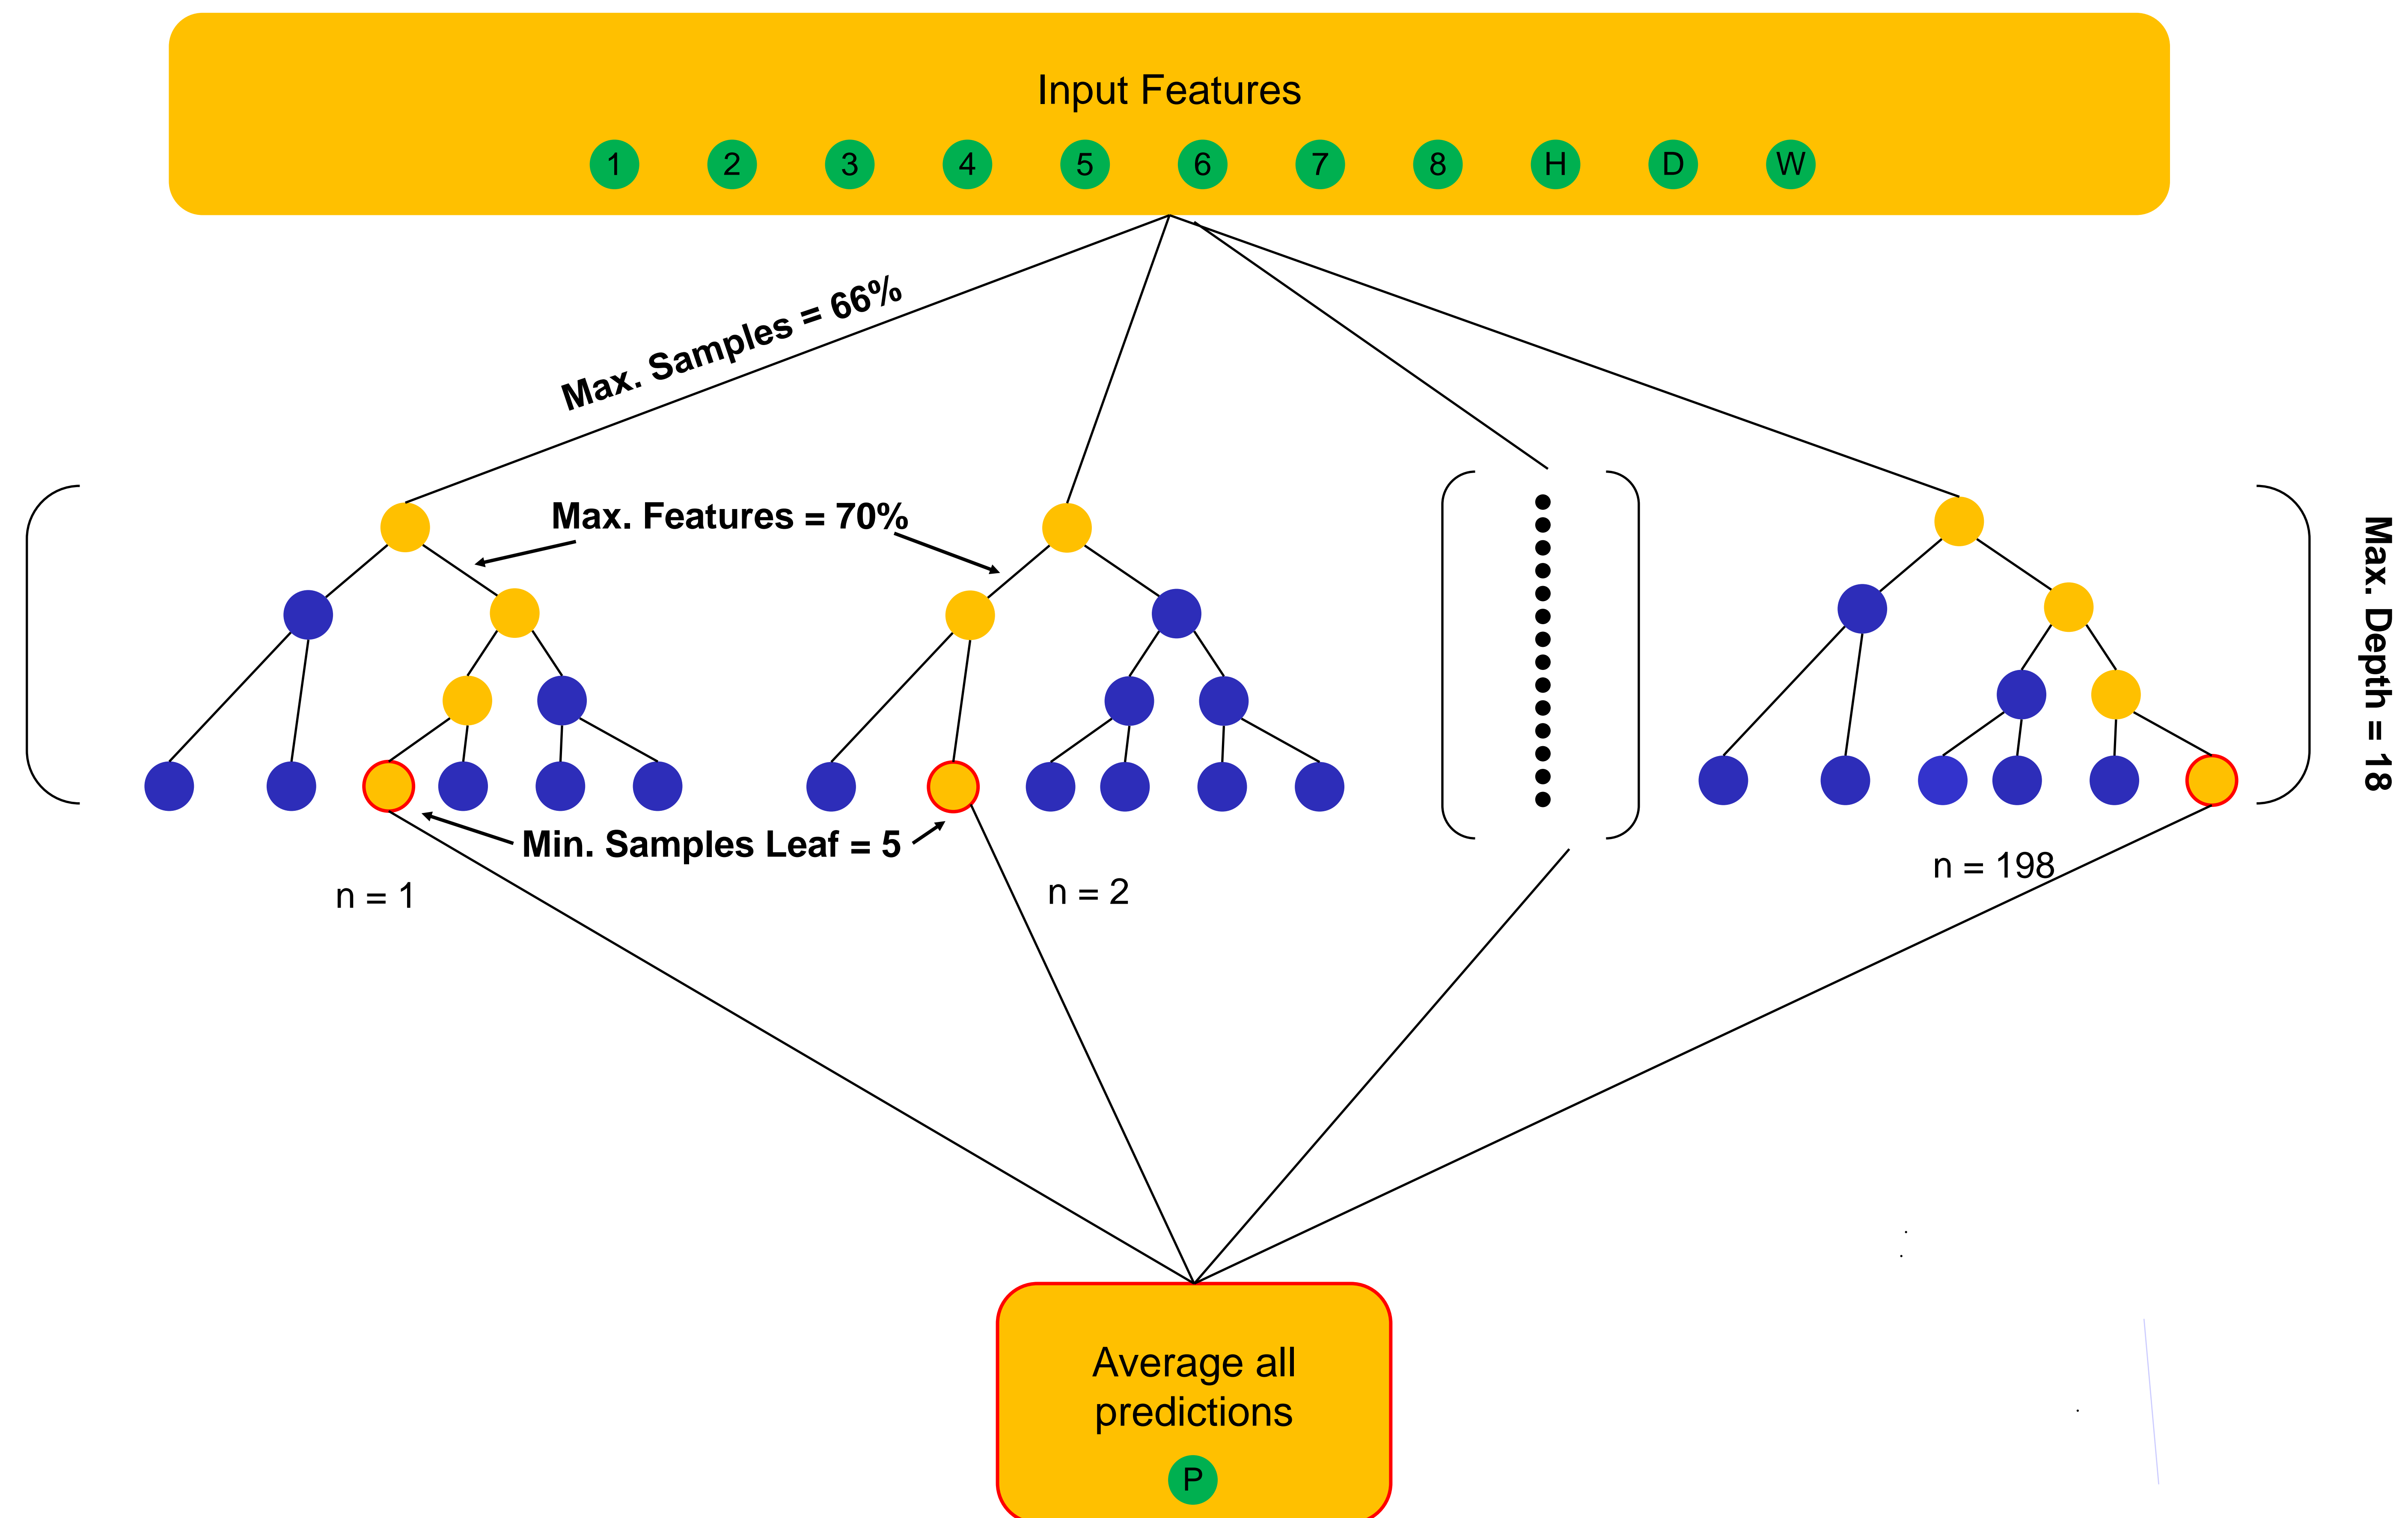 Input Features
1 2 3 4 5 6 7 8 H D W
Max. Samples = 66%
Max. Features = 70%
Max. Depth = 18
Min. Samples Leaf = 5
n = 1
n = 2
n = 198
Average all
predictions
P